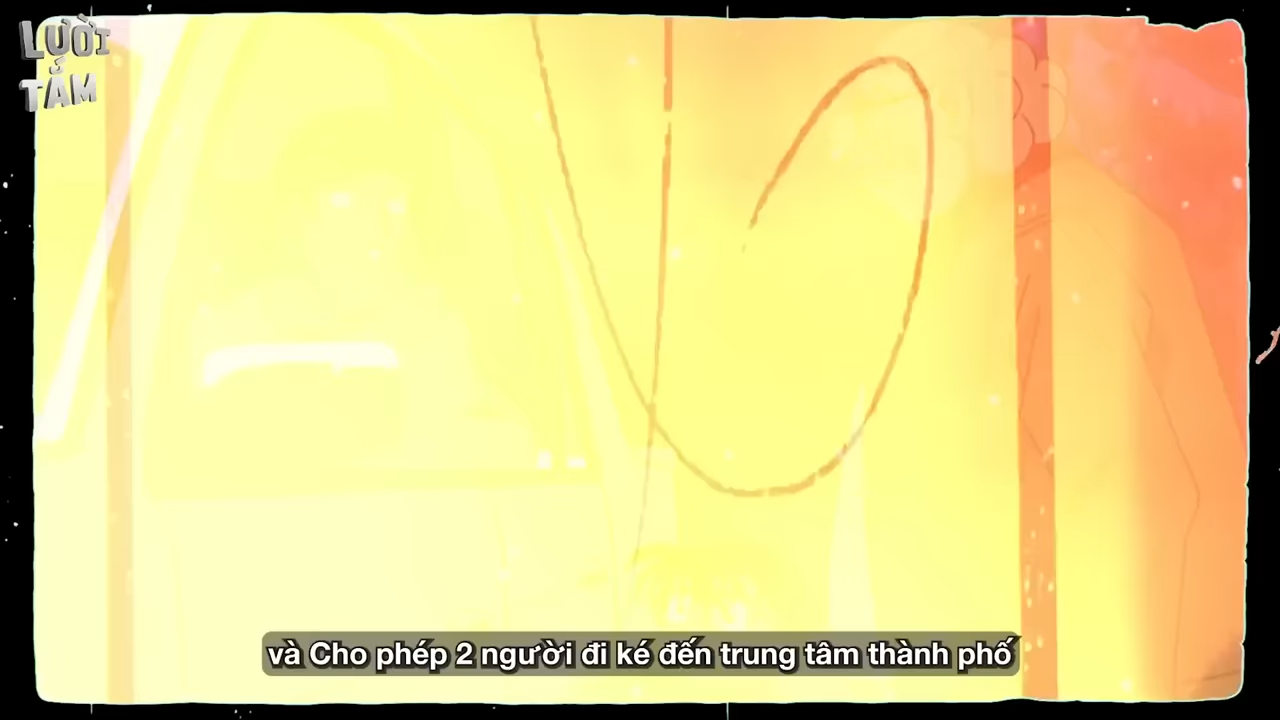 LƯỜI
TẮM
và Cho phép 2 người đi ké đến trung tâm thành phố